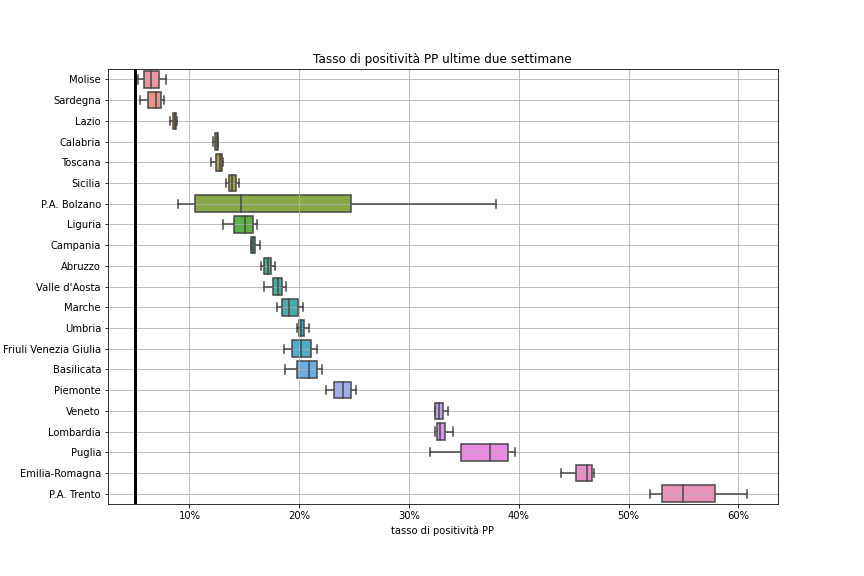 Tasso di positività PP ultime due settimane
Molise
Sardegna
Lazio
Calabria
Toscana
Sicilia
P.A. Bolzano
Liguria
Campania
Abruzzo
Valle d'Aosta
Marche
Umbria
Friuli Venezia Giulia
Basilicata
Piemonte
Veneto
Lombardia
Puglia
Emilia-Romagna
P.A. Trento
10% 20% 30% 40% 50% 60%
tasso di positività PP